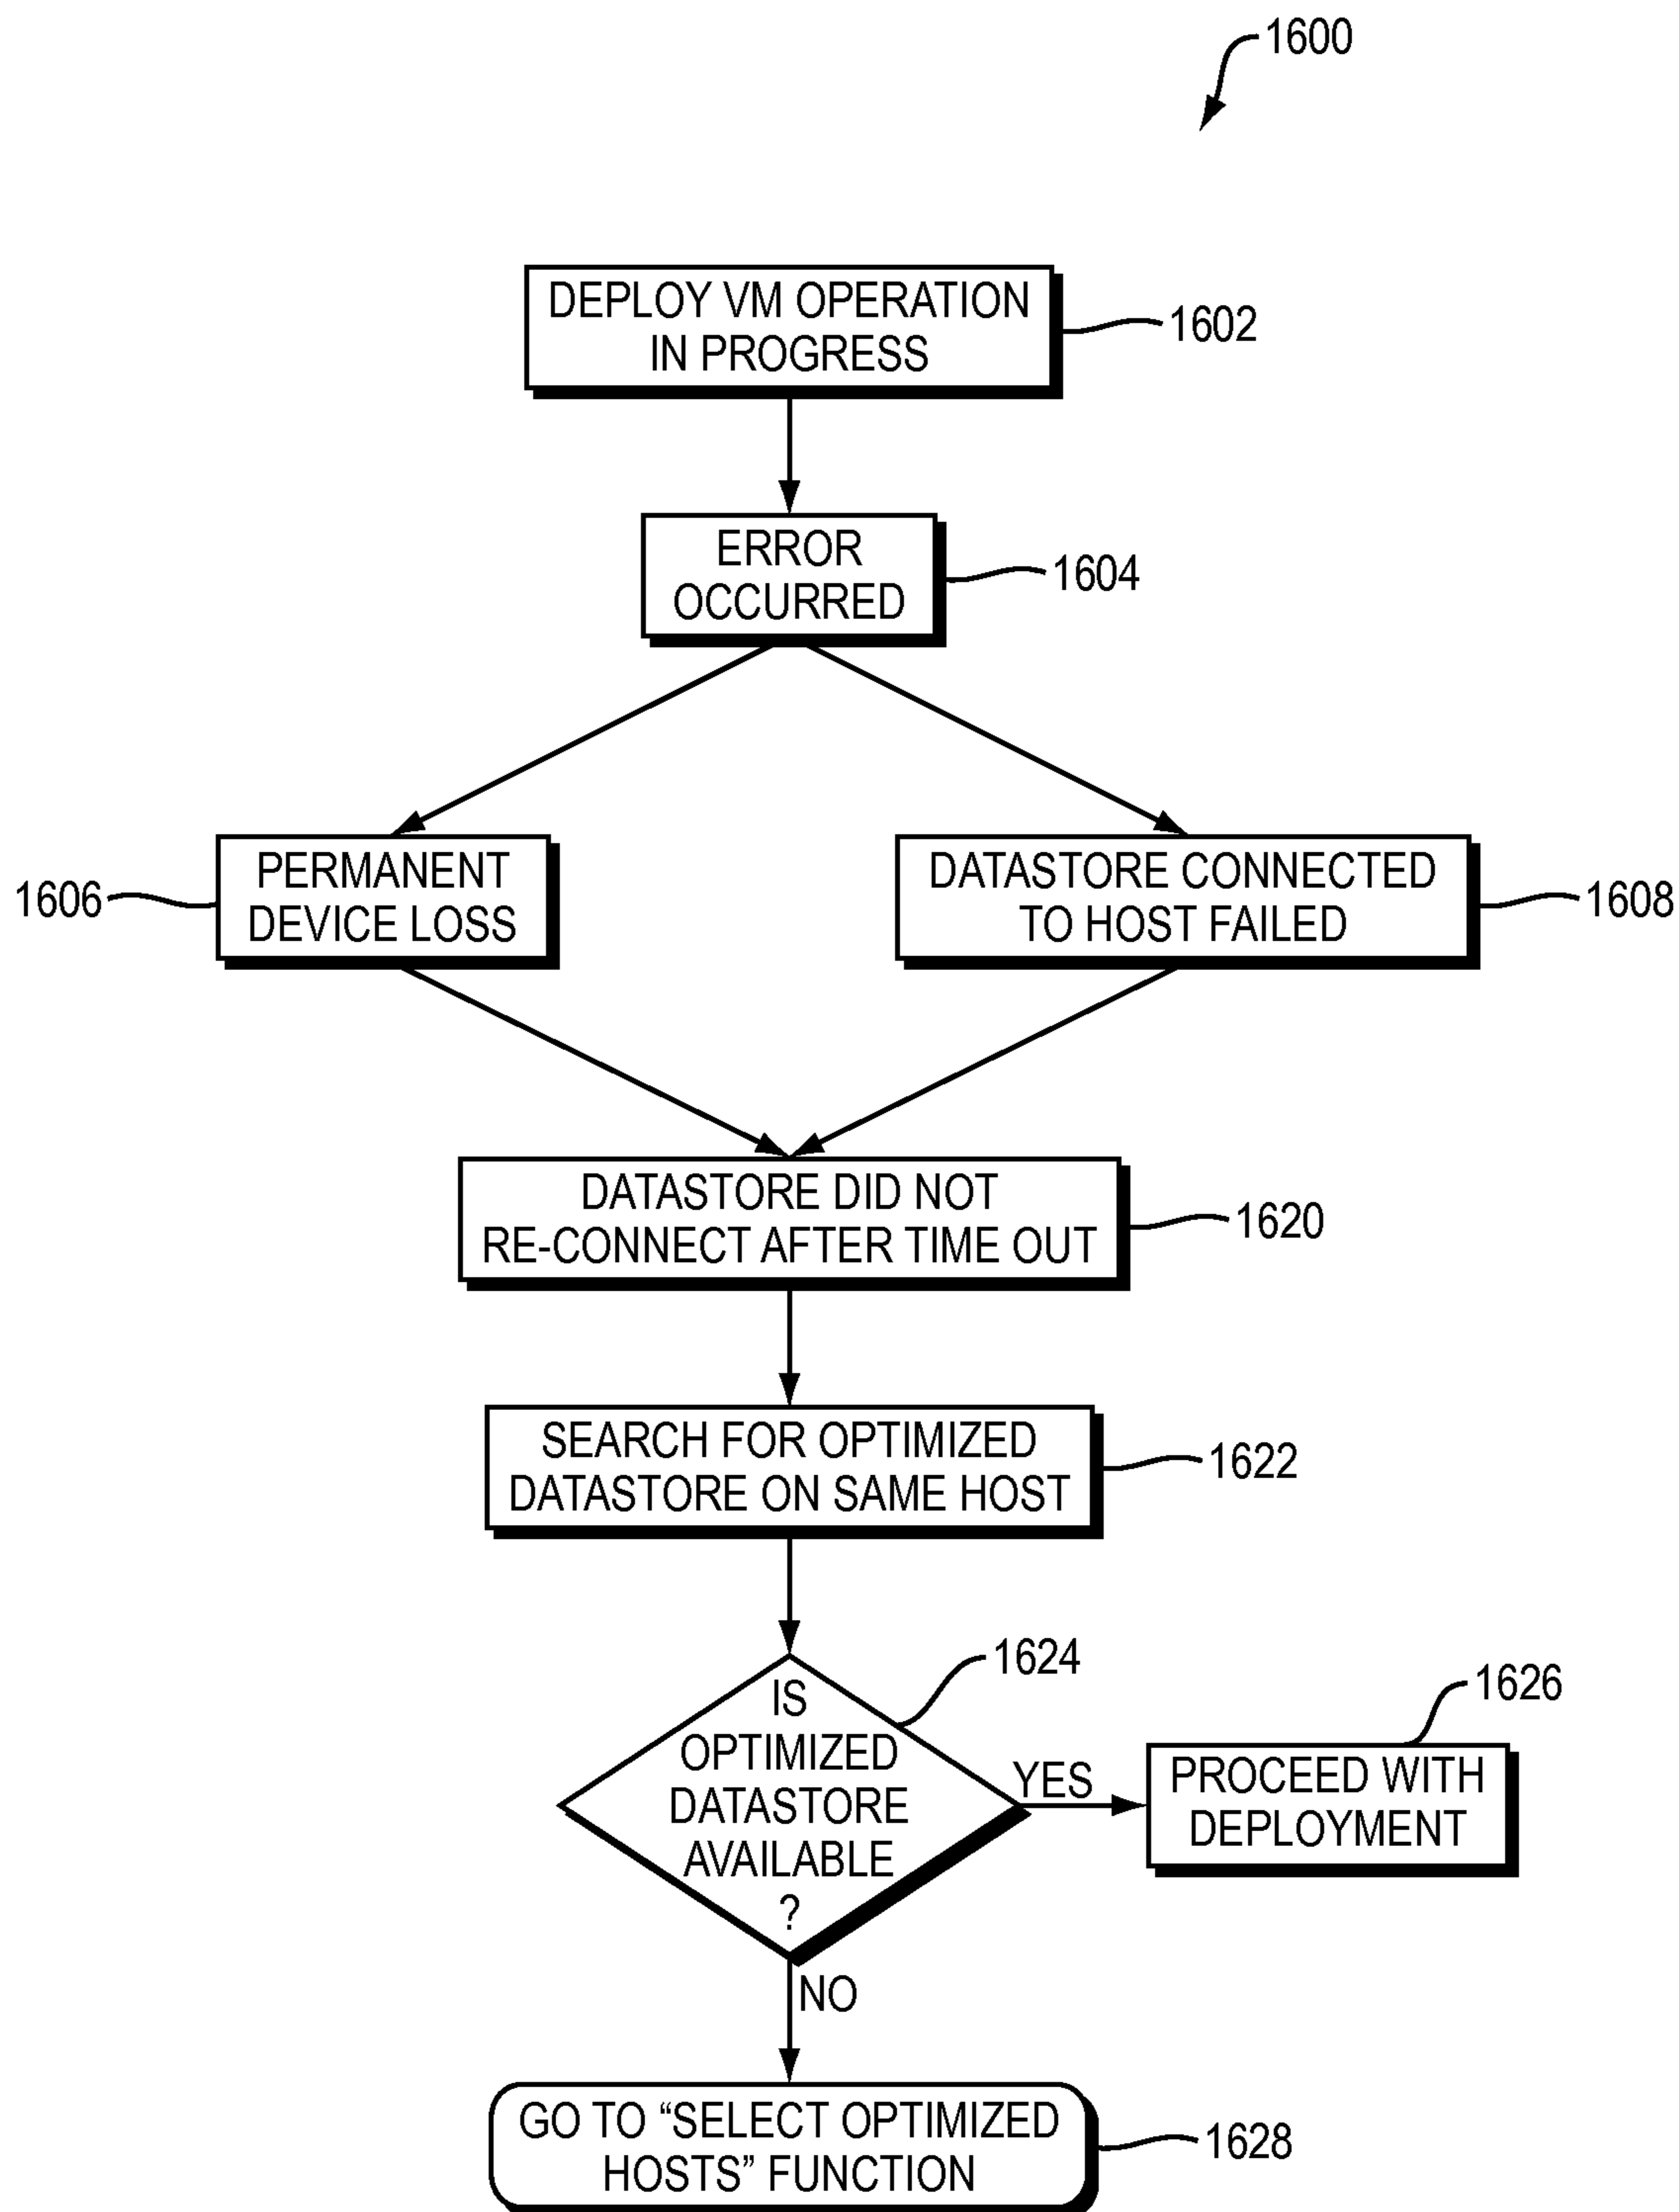 1600
DEPLOY VM OPERATION
IN PROGRESS
1602
ERROR
OCCURRED
1604
PERMANENT
DEVICE LOSS
1606
DATASTORE CONNECTED
TO HOST FAILED
1608
DATASTORE DID NOT
RE-CONNECT AFTER TIME OUT
1620
SEARCH FOR OPTIMIZED
DATASTORE ON SAME HOST
1622
IS
OPTIMIZED
DATASTORE
AVAILABLE
?
1624
YES
PROCEED WITH
DEPLOYMENT
1626
NO
GO TO “SELECT OPTIMIZED
HOSTS” FUNCTION
1628